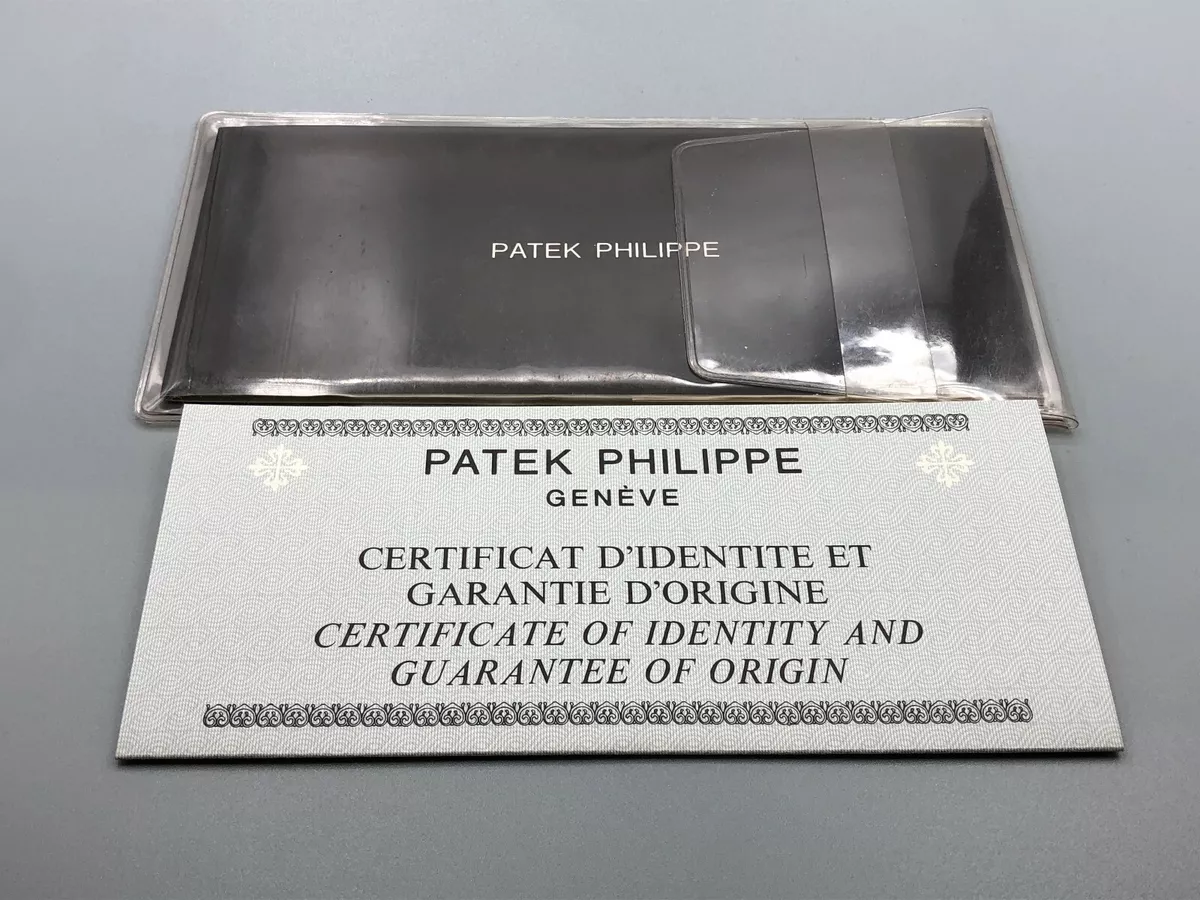 PATEK PHILIPPE
PATEK PHILIPPE
GENÈVE
CERTIFICAT D'IDENTITE ET
GARANTIE D'ORIGINE
CERTIFICATE OF IDENTITY AND
GUARANTEE OF ORIGIN